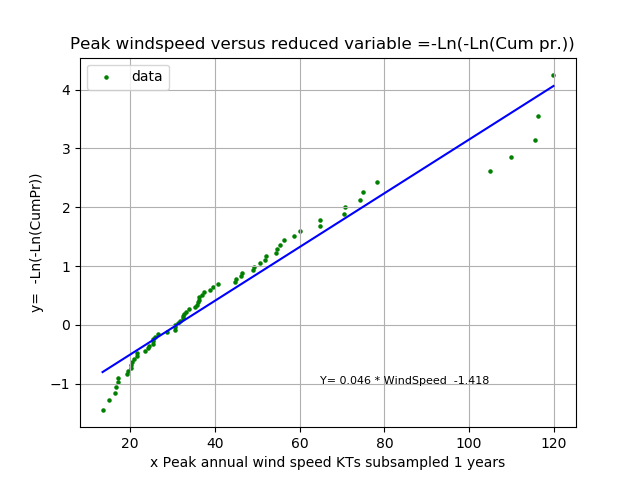 Peak windspeed versus reduced variable =-Ln(-Ln(Cum pr.))
data
y= -Ln(-Ln(CumPr))
4
3
2
1
0
−1
Y= 0.046 * WindSpeed -1.418
20 40 60 80 100 120
x Peak annual wind speed KTs subsampled 1 years